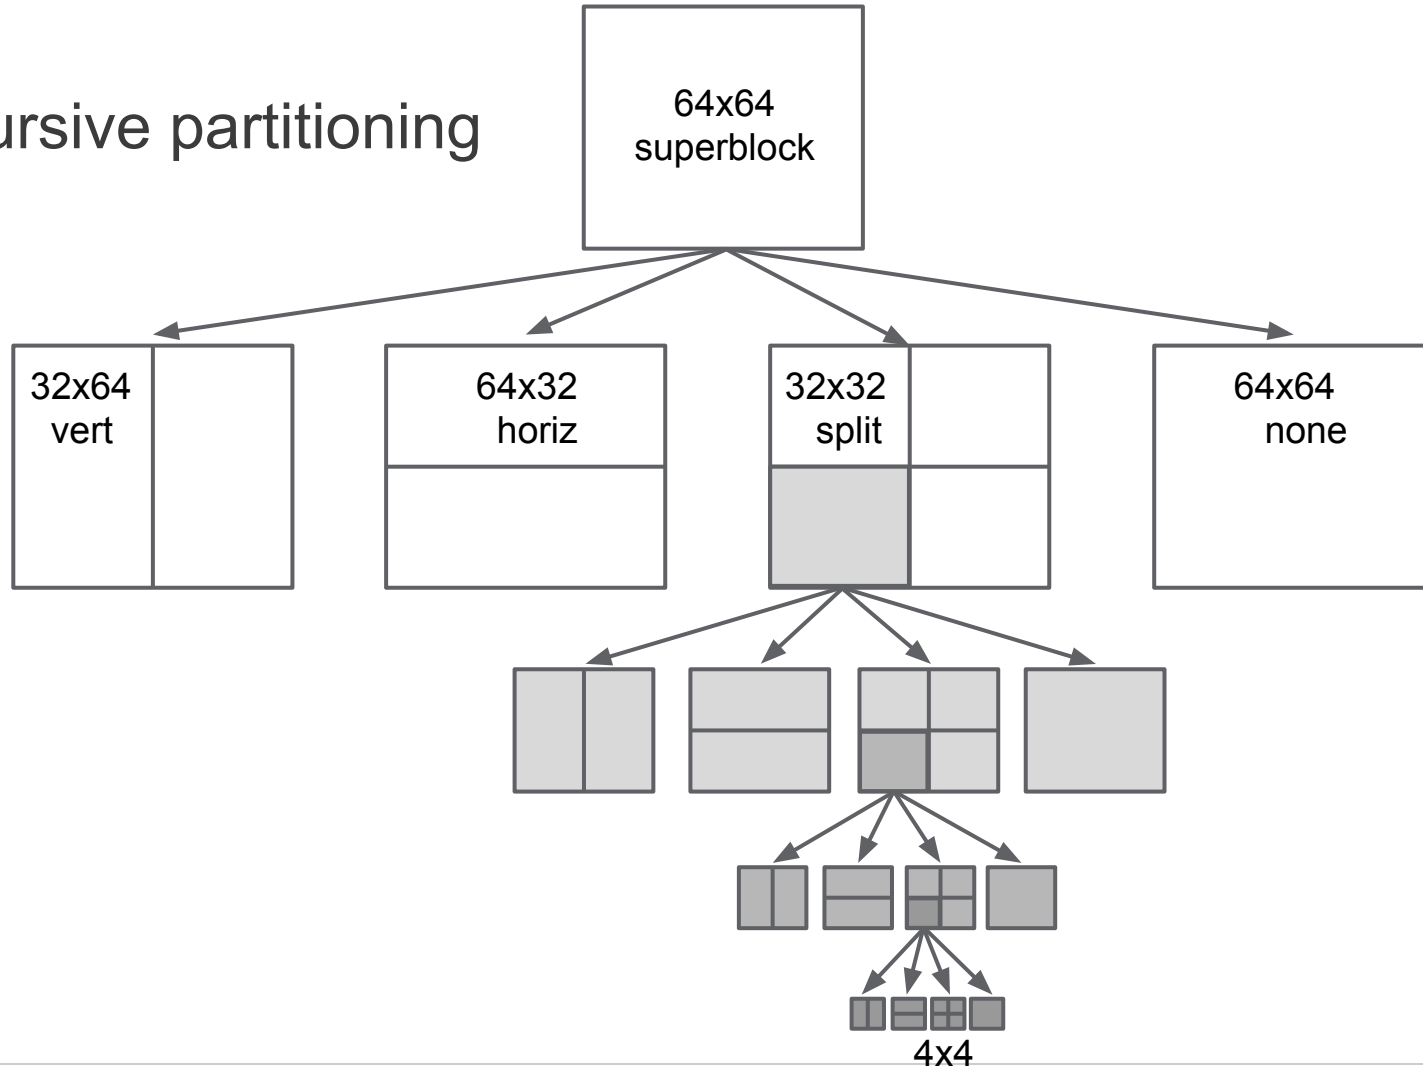 ursive partitioning
64x64
superblock
32x64
vert
64x32
horiz
32x32
split
64x64
none
4x4